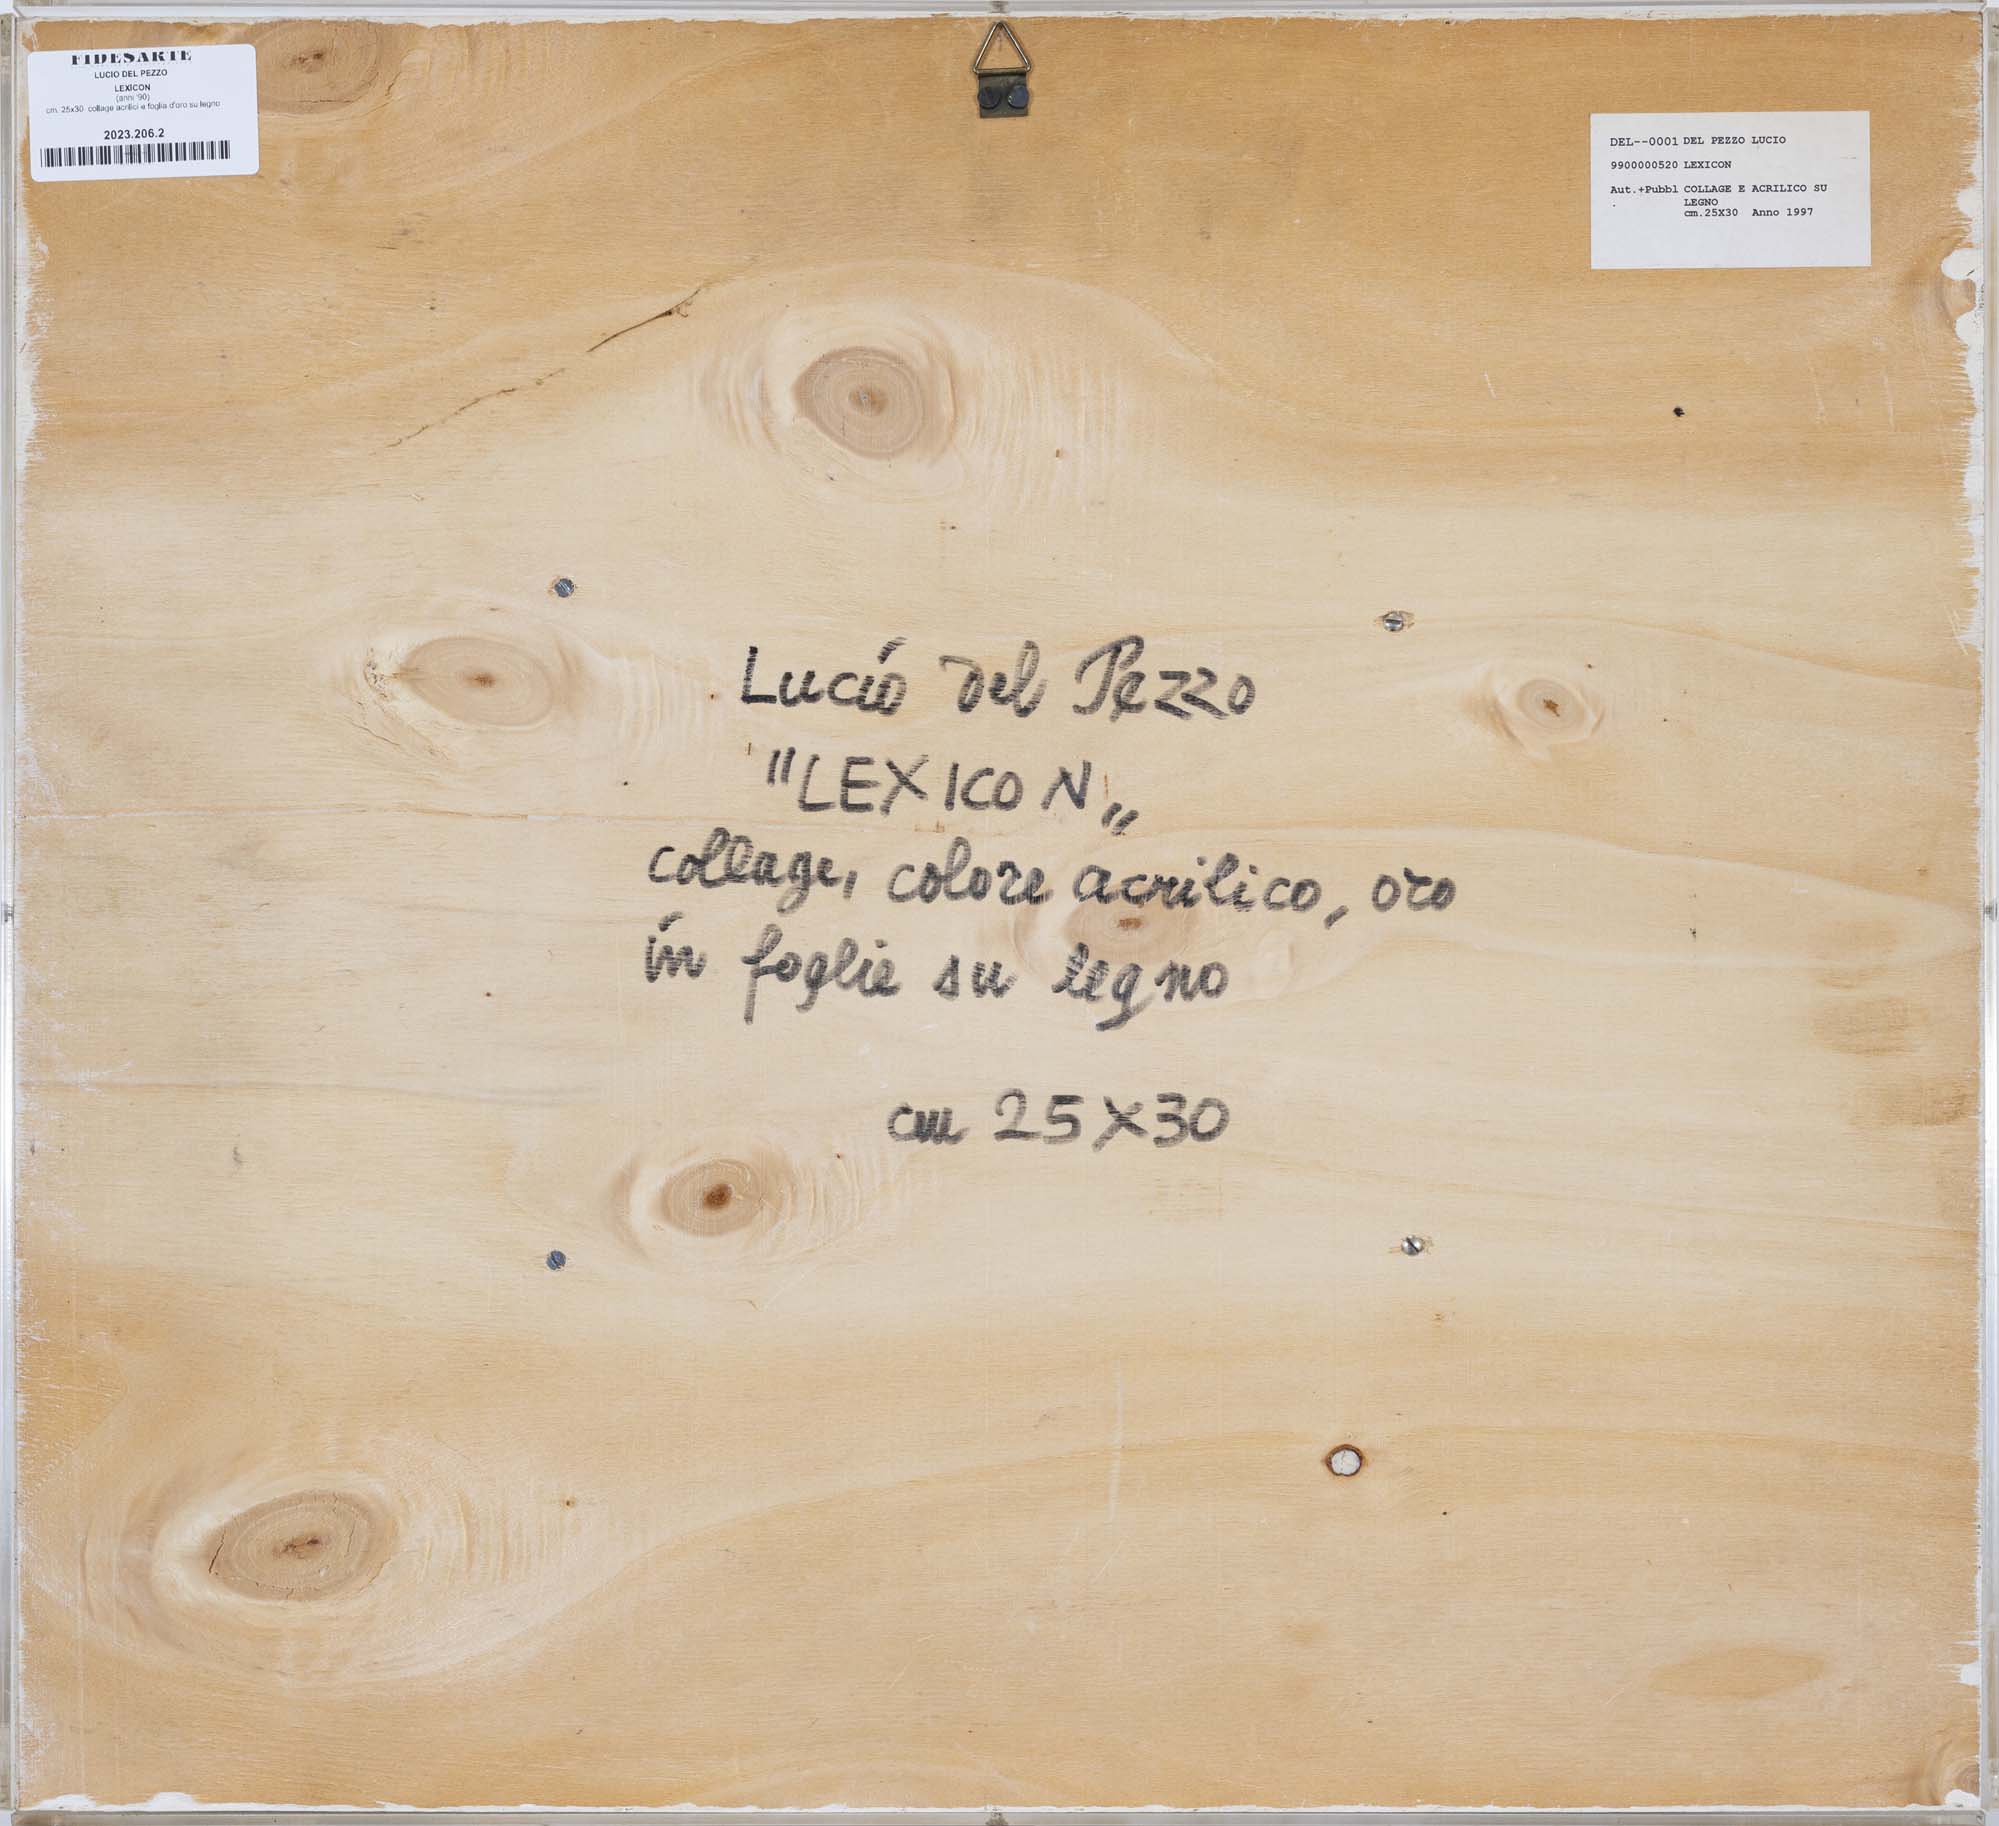 FIDESARTE
LUCIO DEL PEZZO
LEXICON
(anni '90)
cm. 25x30 collage acrilici e foglia d'oro su legno
2023.206.2
DEL--0001 DEL PEZZO LUCIO
9900000520 LEXICON
Aut.+Pubbl COLLAGE E ACRILICO SU
LEGNO
cm.25X30 Anno 1997
Lucio del Pezzo
"LEXICON"
collage, colore acrilico, oro
in foglie su legno
cm 25X30